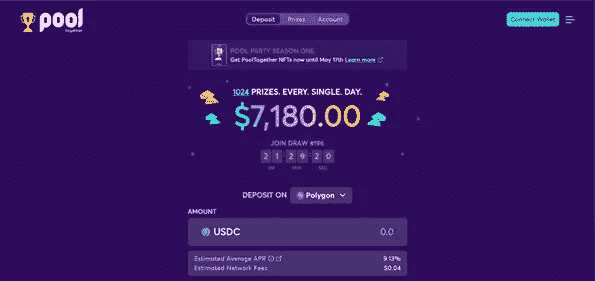 pool
together
Deposit Prizes Account
Connect Wallet
POOL PARTY SEASON ONE:
Get PoolTogether NFTs now until May 17th Learn more
1024 PRIZES. EVERY. SINGLE. DAY.
$7,180.00
JOIN DRAW #196
2 1 2 9 2 0
HR MIN SEC
DEPOSIT ON Polygon
AMOUNT
USDC 0.0
Estimated Average APR 9.13%
Estimated Network Fees $0.04